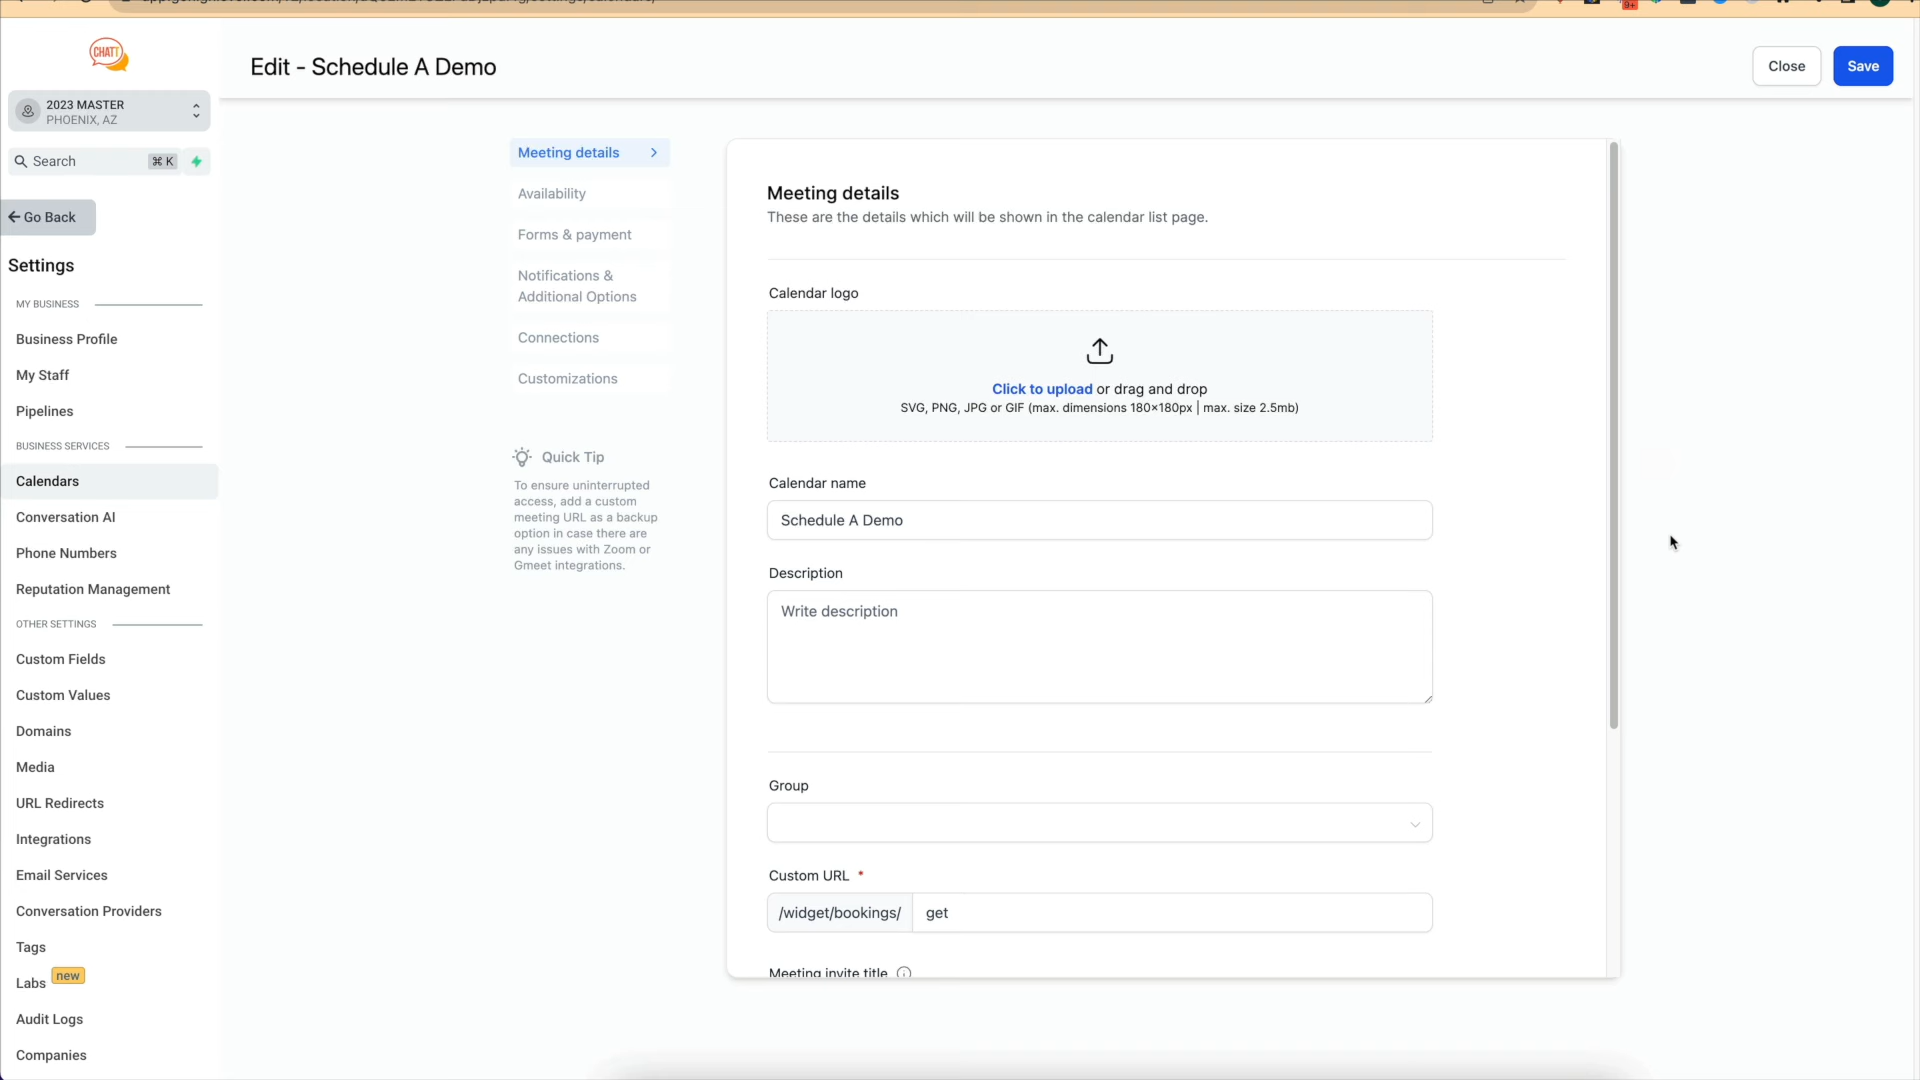 CHATT
2023 MASTER
PHOENIX, AZ
Search
⌘ K
Go Back
Settings
MY BUSINESS
Business Profile
My Staff
Pipelines
BUSINESS SERVICES
Calendars
Conversation AI
Phone Numbers
Reputation Management
OTHER SETTINGS
Custom Fields
Custom Values
Domains
Media
URL Redirects
Integrations
Email Services
Conversation Providers
Tags
Labs new
Audit Logs
Companies
9+
Edit - Schedule A Demo
Close
Save
Meeting details
Availability
Forms & payment
Notifications &
Additional Options
Connections
Customizations
Quick Tip
To ensure uninterrupted
access, add a custom
meeting URL as a backup
option in case there are
any issues with Zoom or
Gmeet integrations.
Meeting details
These are the details which will be shown in the calendar list page.
Calendar logo
Click to upload or drag and drop
SVG, PNG, JPG or GIF (max. dimensions 180×180px | max. size 2.5mb)
Calendar name
Schedule A Demo
Description
Write description
Group
Custom URL *
/widget/bookings/ get
Meeting invite title